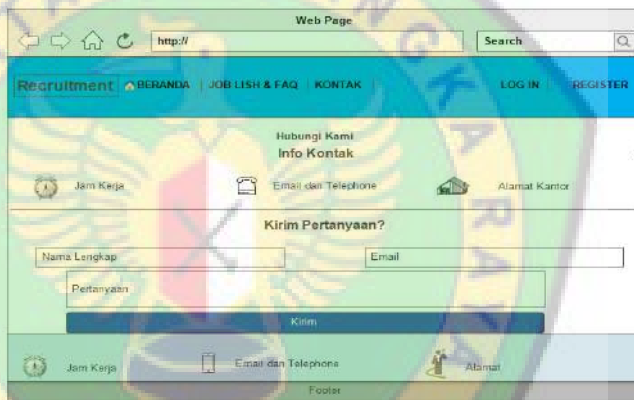 Web Page
http://
Search
Recruitment BERANDA | JOB LISH & FAQ | KONTAK | LOG IN | REGISTER
Hubungi Kami
Info Kontak
Jam Kerja Email dan Telephone Alamat Kantor
Kirim Pertanyaan?
Nama Lengkap Email
Pertanyaan
Kirim
Jam Kerja Email dan Telephone Alamat
Footer